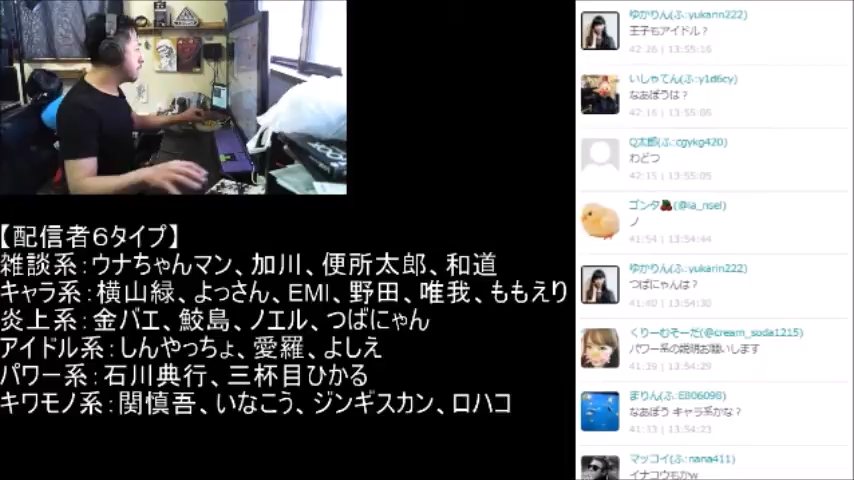 【配信者6タイプ】
雑談系：ウナちゃんマン、加川、便所太郎、和道
キャラ系：横山緑、よっさん、EMI、野田、唯我、ももえり
炎上系：金バエ、鮫島、ノエル、つばにゃん
アイドル系：しんやっちょ、愛羅、よしえ
パワー系：石川典行、三杯目ひかる
キワモノ系：関慎吾、いなこう、ジンギスカン、ロハコ
ゆかりん(ふ:yukarin222)
王子もアイドル？
42:26 | 13:55:16
いしゃてん(ふ:y1d6cy)
なあぼうは？
42:16 | 13:55:06
Q太郎(ふ:cgykg420)
わどつ
42:15 | 13:55:05
ゴンタ(@ia_nsel)
ノ
41:54 | 13:54:44
ゆかりん(ふ:yukarin222)
つばにゃんは？
41:40 | 13:54:30
くりーむそーだ(@cream_soda1215)
パワー系の説明お願いします
41:39 | 13:54:29
まりん(ふ:E806098)
なあぼう キャラ系かな？
41:33 | 13:54:23
マッコイ(ふ:nana411)
イナコウもかw